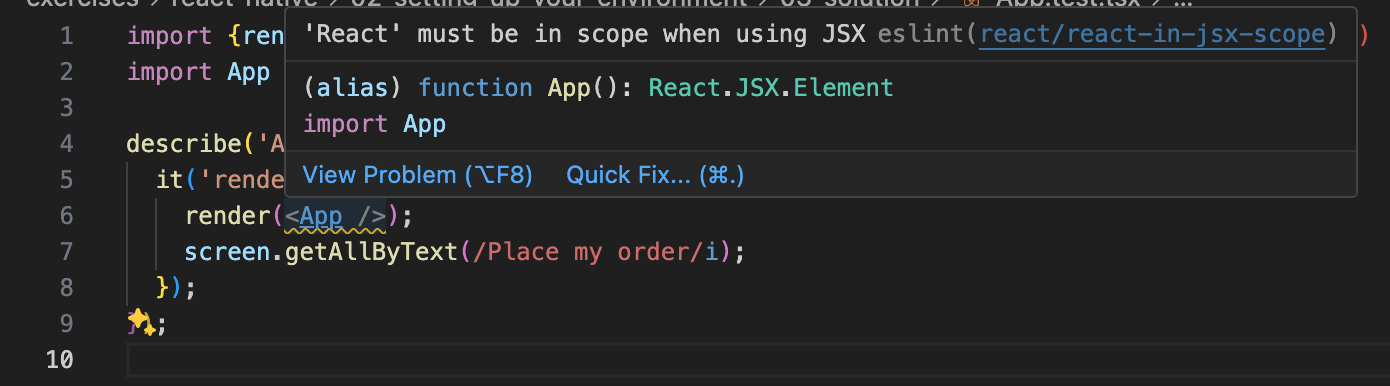 exercises > react-native > 02-setting-up-your-environment > 03-solution > App.test.tsx > ...
1 import {ren
'React' must be in scope when using JSX eslint(react/react-in-jsx-scope) )
2 import App
(alias) function App(): React.JSX.Element
3
import App
4 describe('A
5 it('rende
View Problem (⌥F8) Quick Fix... (⌘.)
6 render(<App />);
7 screen.getAllByText(/Place my order/i);
8 });
9 });
10